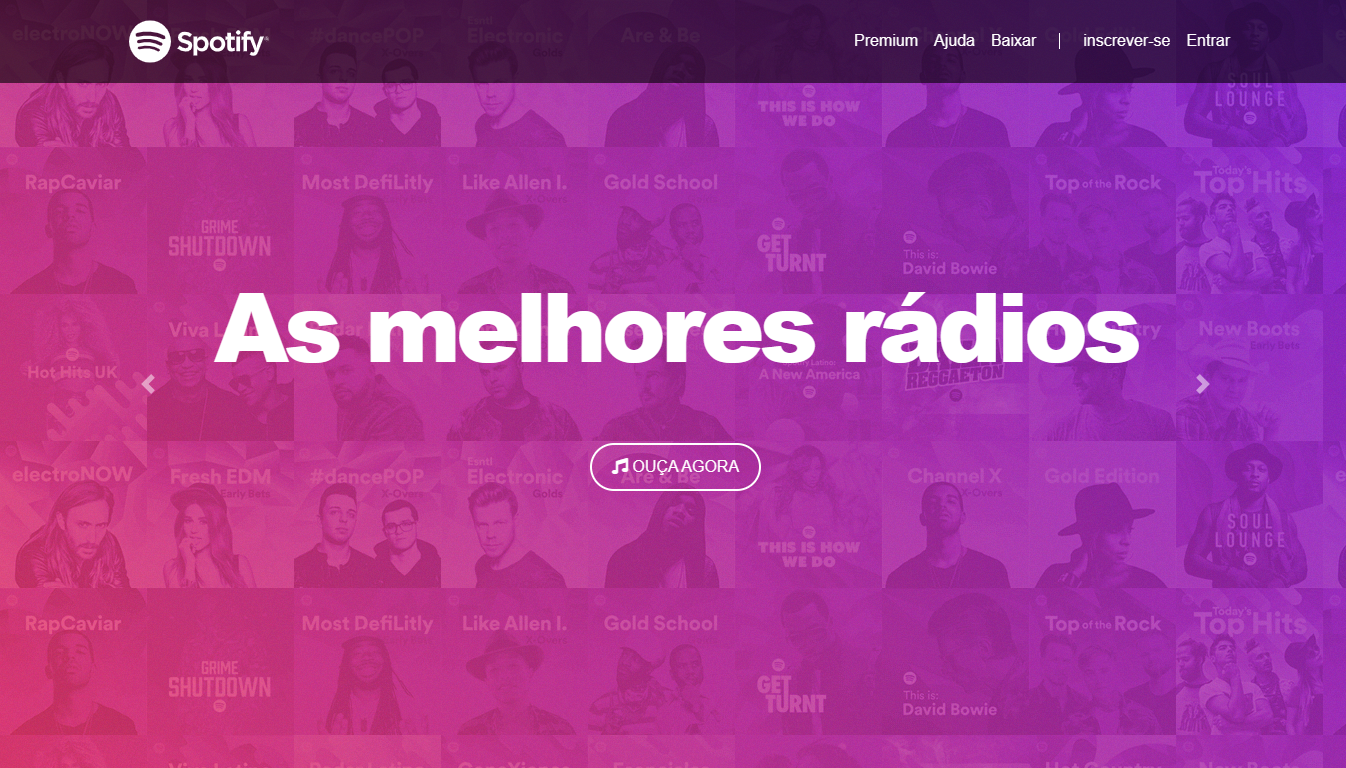 Spotify®
Premium Ajuda Baixar | inscrever-se Entrar
electroNOW
#dancePOP
Esntl
Electronic
Are & Be
THIS IS HOW
WE DO
SOUL
LOUNGE
RapCaviar
GRIME
SHUTDOWN
Most DefiLitly
Like Allen I.
Gold School
GET
TURNT
This is:
David Bowie
Top of the Rock
Today's
Top Hits
As melhores rádios
Hot Hits UK
A New America
REGGAETON
New Boots
Early Bets
OUÇA AGORA
electroNOW
Fresh EDM
Early Bets
#dancePOP
X-Overs
Esntl
Electronic
Golds
Are & Be
THIS IS HOW
WE DO
Channel X
X-Overs
Gold Edition
SOUL
LOUNGE
RapCaviar
GRIME
SHUTDOWN
Most DefiLitly
Like Allen I.
Gold School
GET
TURNT
This is:
David Bowie
Top of the Rock
Today's
Top Hits